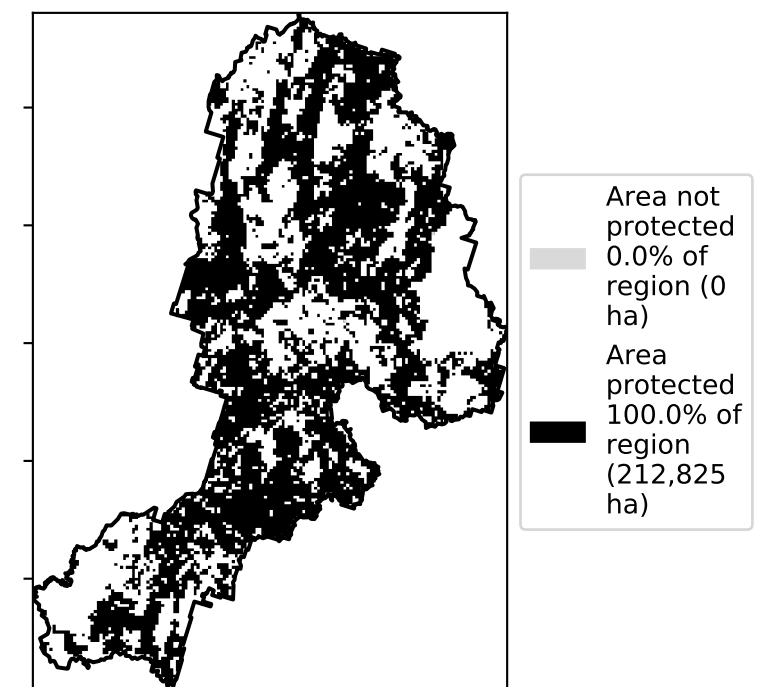 Area not
protected
0.0% of
region (0
ha)
Area
protected
100.0% of
region
(212,825
ha)